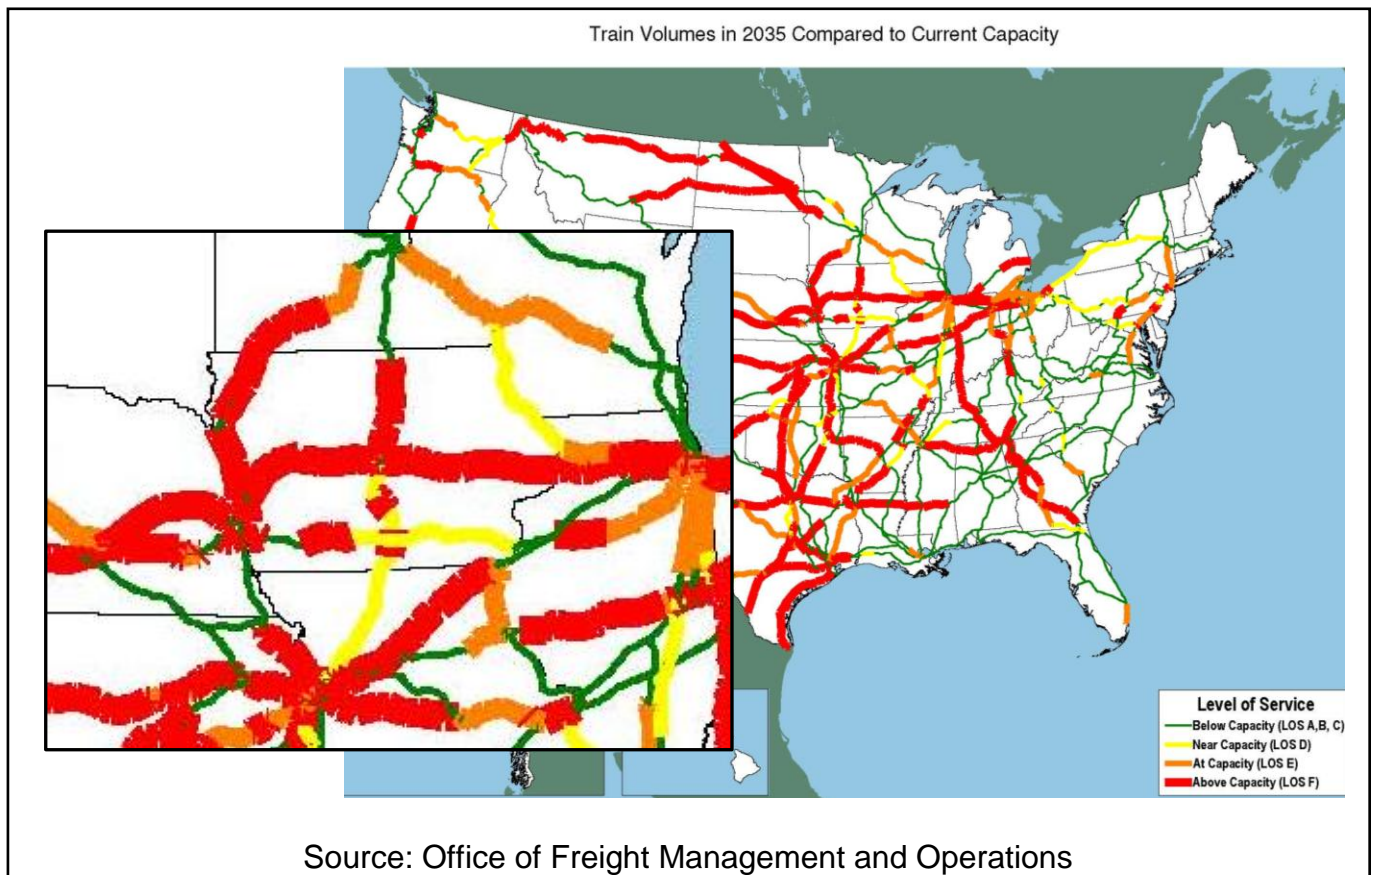 Train Volumes in 2035 Compared to Current Capacity
Level of Service
Below Capacity (LOS A,B, C)
Near Capacity (LOS D)
At Capacity (LOS E)
Above Capacity (LOS F)
Source: Office of Freight Management and Operations